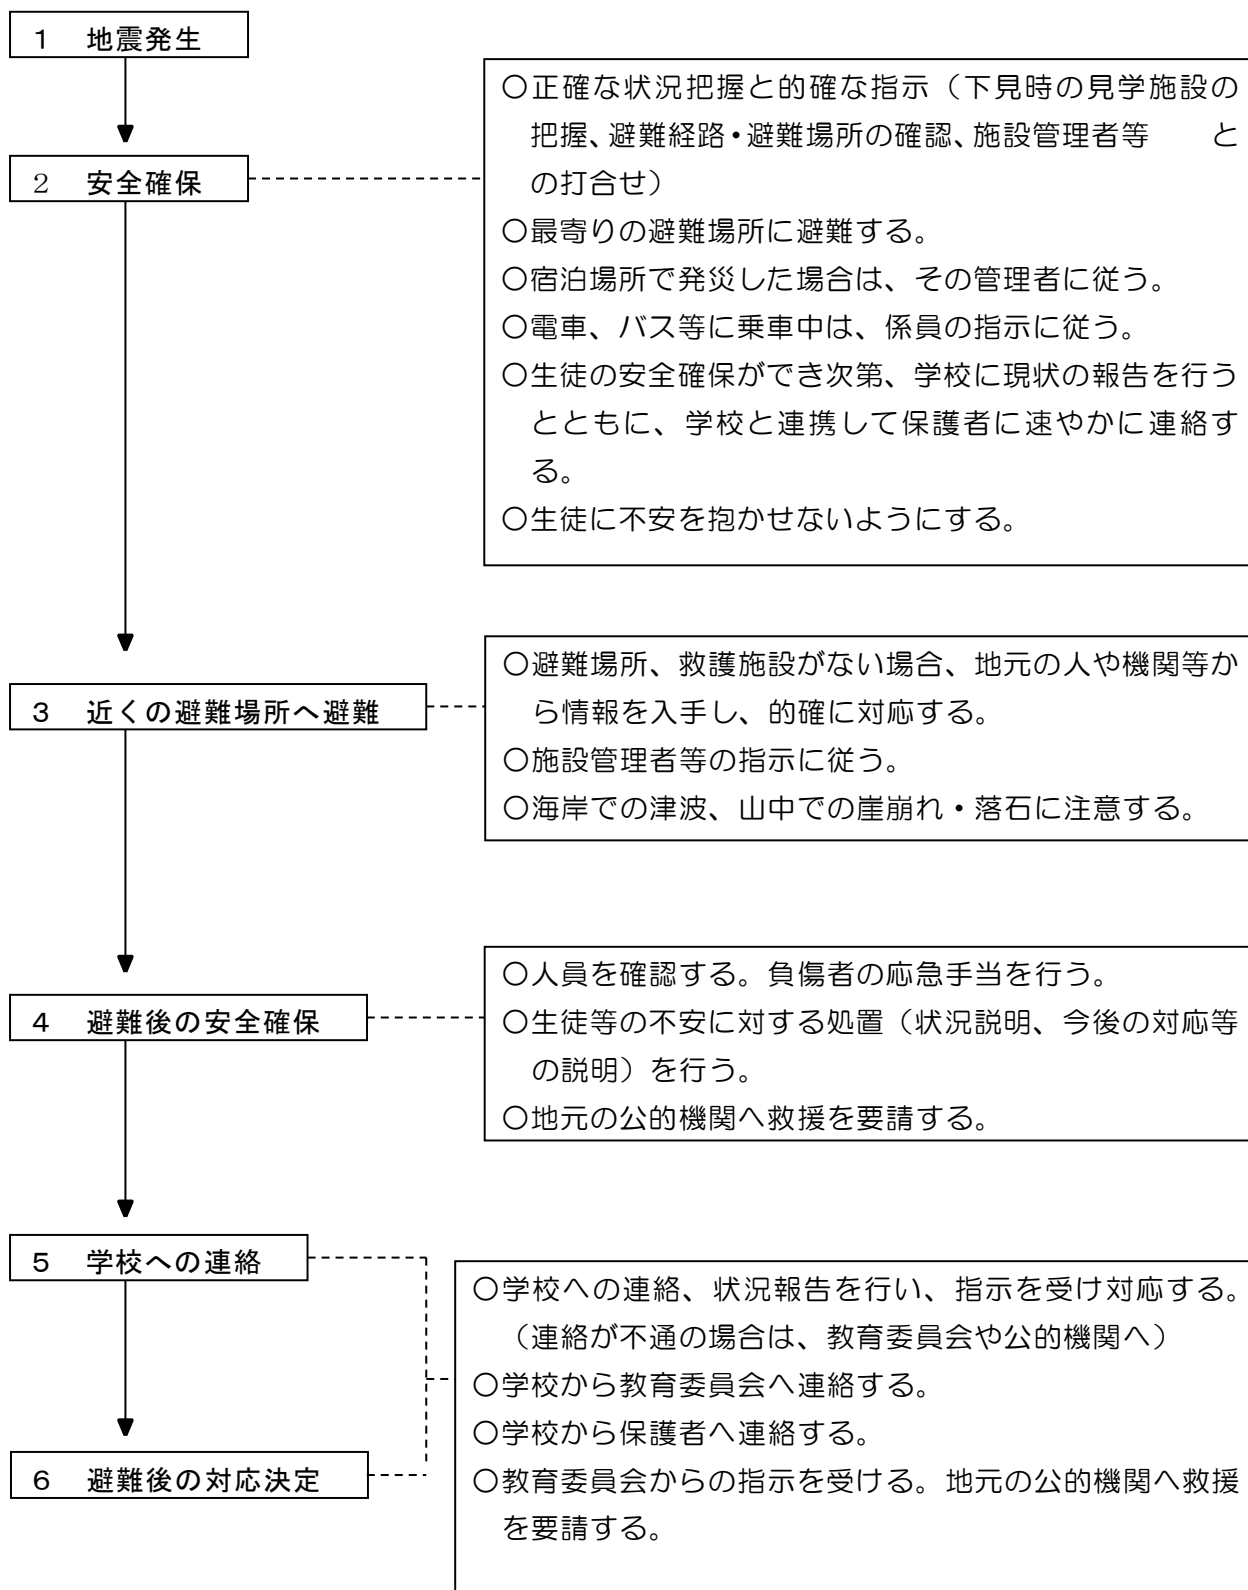 １　地震発生
２　安全確保
〇正確な状況把握と的確な指示（下見時の見学施設の
把握、避難経路・避難場所の確認、施設管理者等　　と
の打合せ）
〇最寄りの避難場所に避難する。
〇宿泊場所で発災した場合は、その管理者に従う。
〇電車、バス等に乗車中は、係員の指示に従う。
〇生徒の安全確保ができ次第、学校に現状の報告を行う
とともに、学校と連携して保護者に速やかに連絡す
る。
〇生徒に不安を抱かせないようにする。
３　近くの避難場所へ避難
〇避難場所、救護施設がない場合、地元の人や機関等か
ら情報を入手し、的確に対応する。
〇施設管理者等の指示に従う。
〇海岸での津波、山中での崖崩れ・落石に注意する。
４　避難後の安全確保
〇人員を確認する。負傷者の応急手当を行う。
〇生徒等の不安に対する処置（状況説明、今後の対応等
の説明）を行う。
〇地元の公的機関へ救援を要請する。
５　学校への連絡
６　避難後の対応決定
〇学校への連絡、状況報告を行い、指示を受け対応する。
（連絡が不通の場合は、教育委員会や公的機関へ）
〇学校から教育委員会へ連絡する。
〇学校から保護者へ連絡する。
〇教育委員会からの指示を受ける。地元の公的機関へ救援
を要請する。